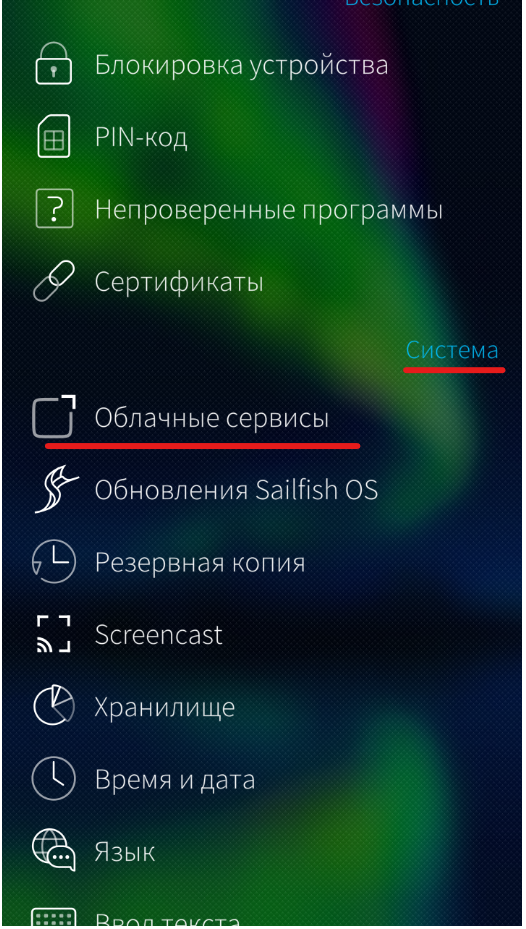 Безопасность
Блокировка устройства
PIN-код
Непроверенные программы
Сертификаты
Система
Облачные сервисы
Обновления Sailfish OS
Резервная копия
Screencast
Хранилище
Время и дата
Язык
Ввод текста